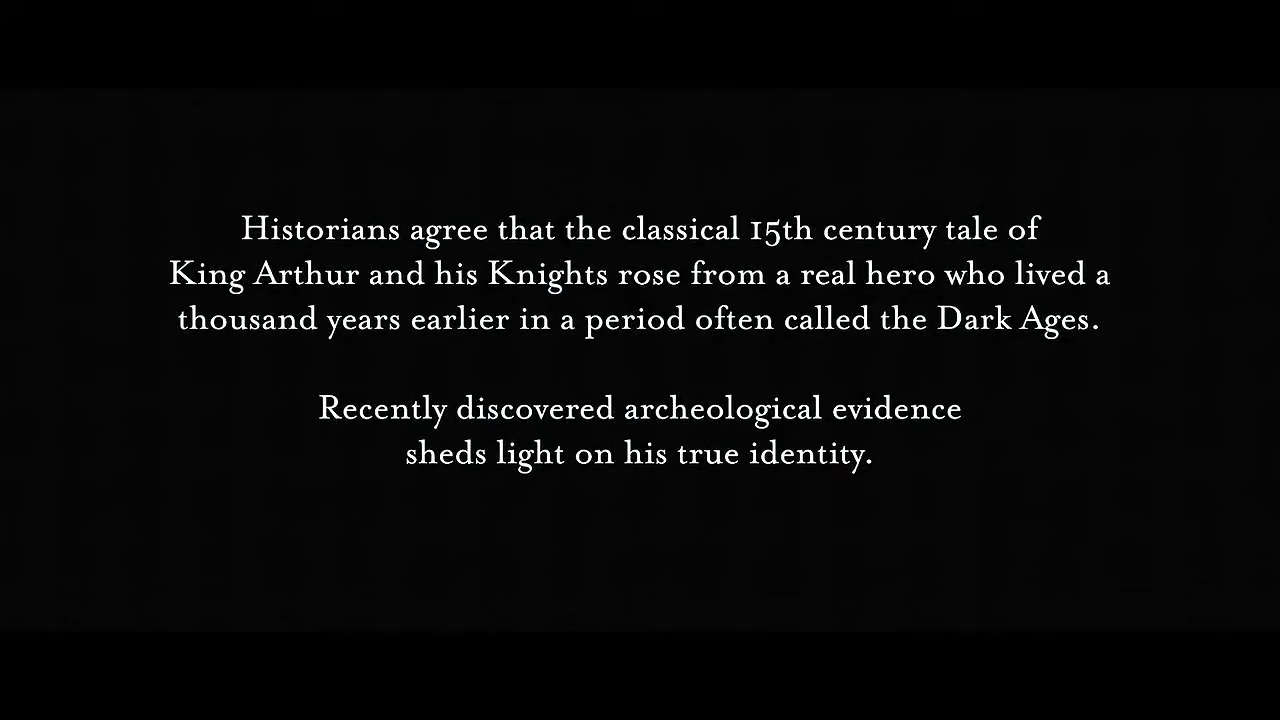 Historians agree that the classical 15th century tale of
King Arthur and his Knights rose from a real hero who lived a
thousand years earlier in a period often called the Dark Ages.
Recently discovered archeological evidence
sheds light on his true identity.